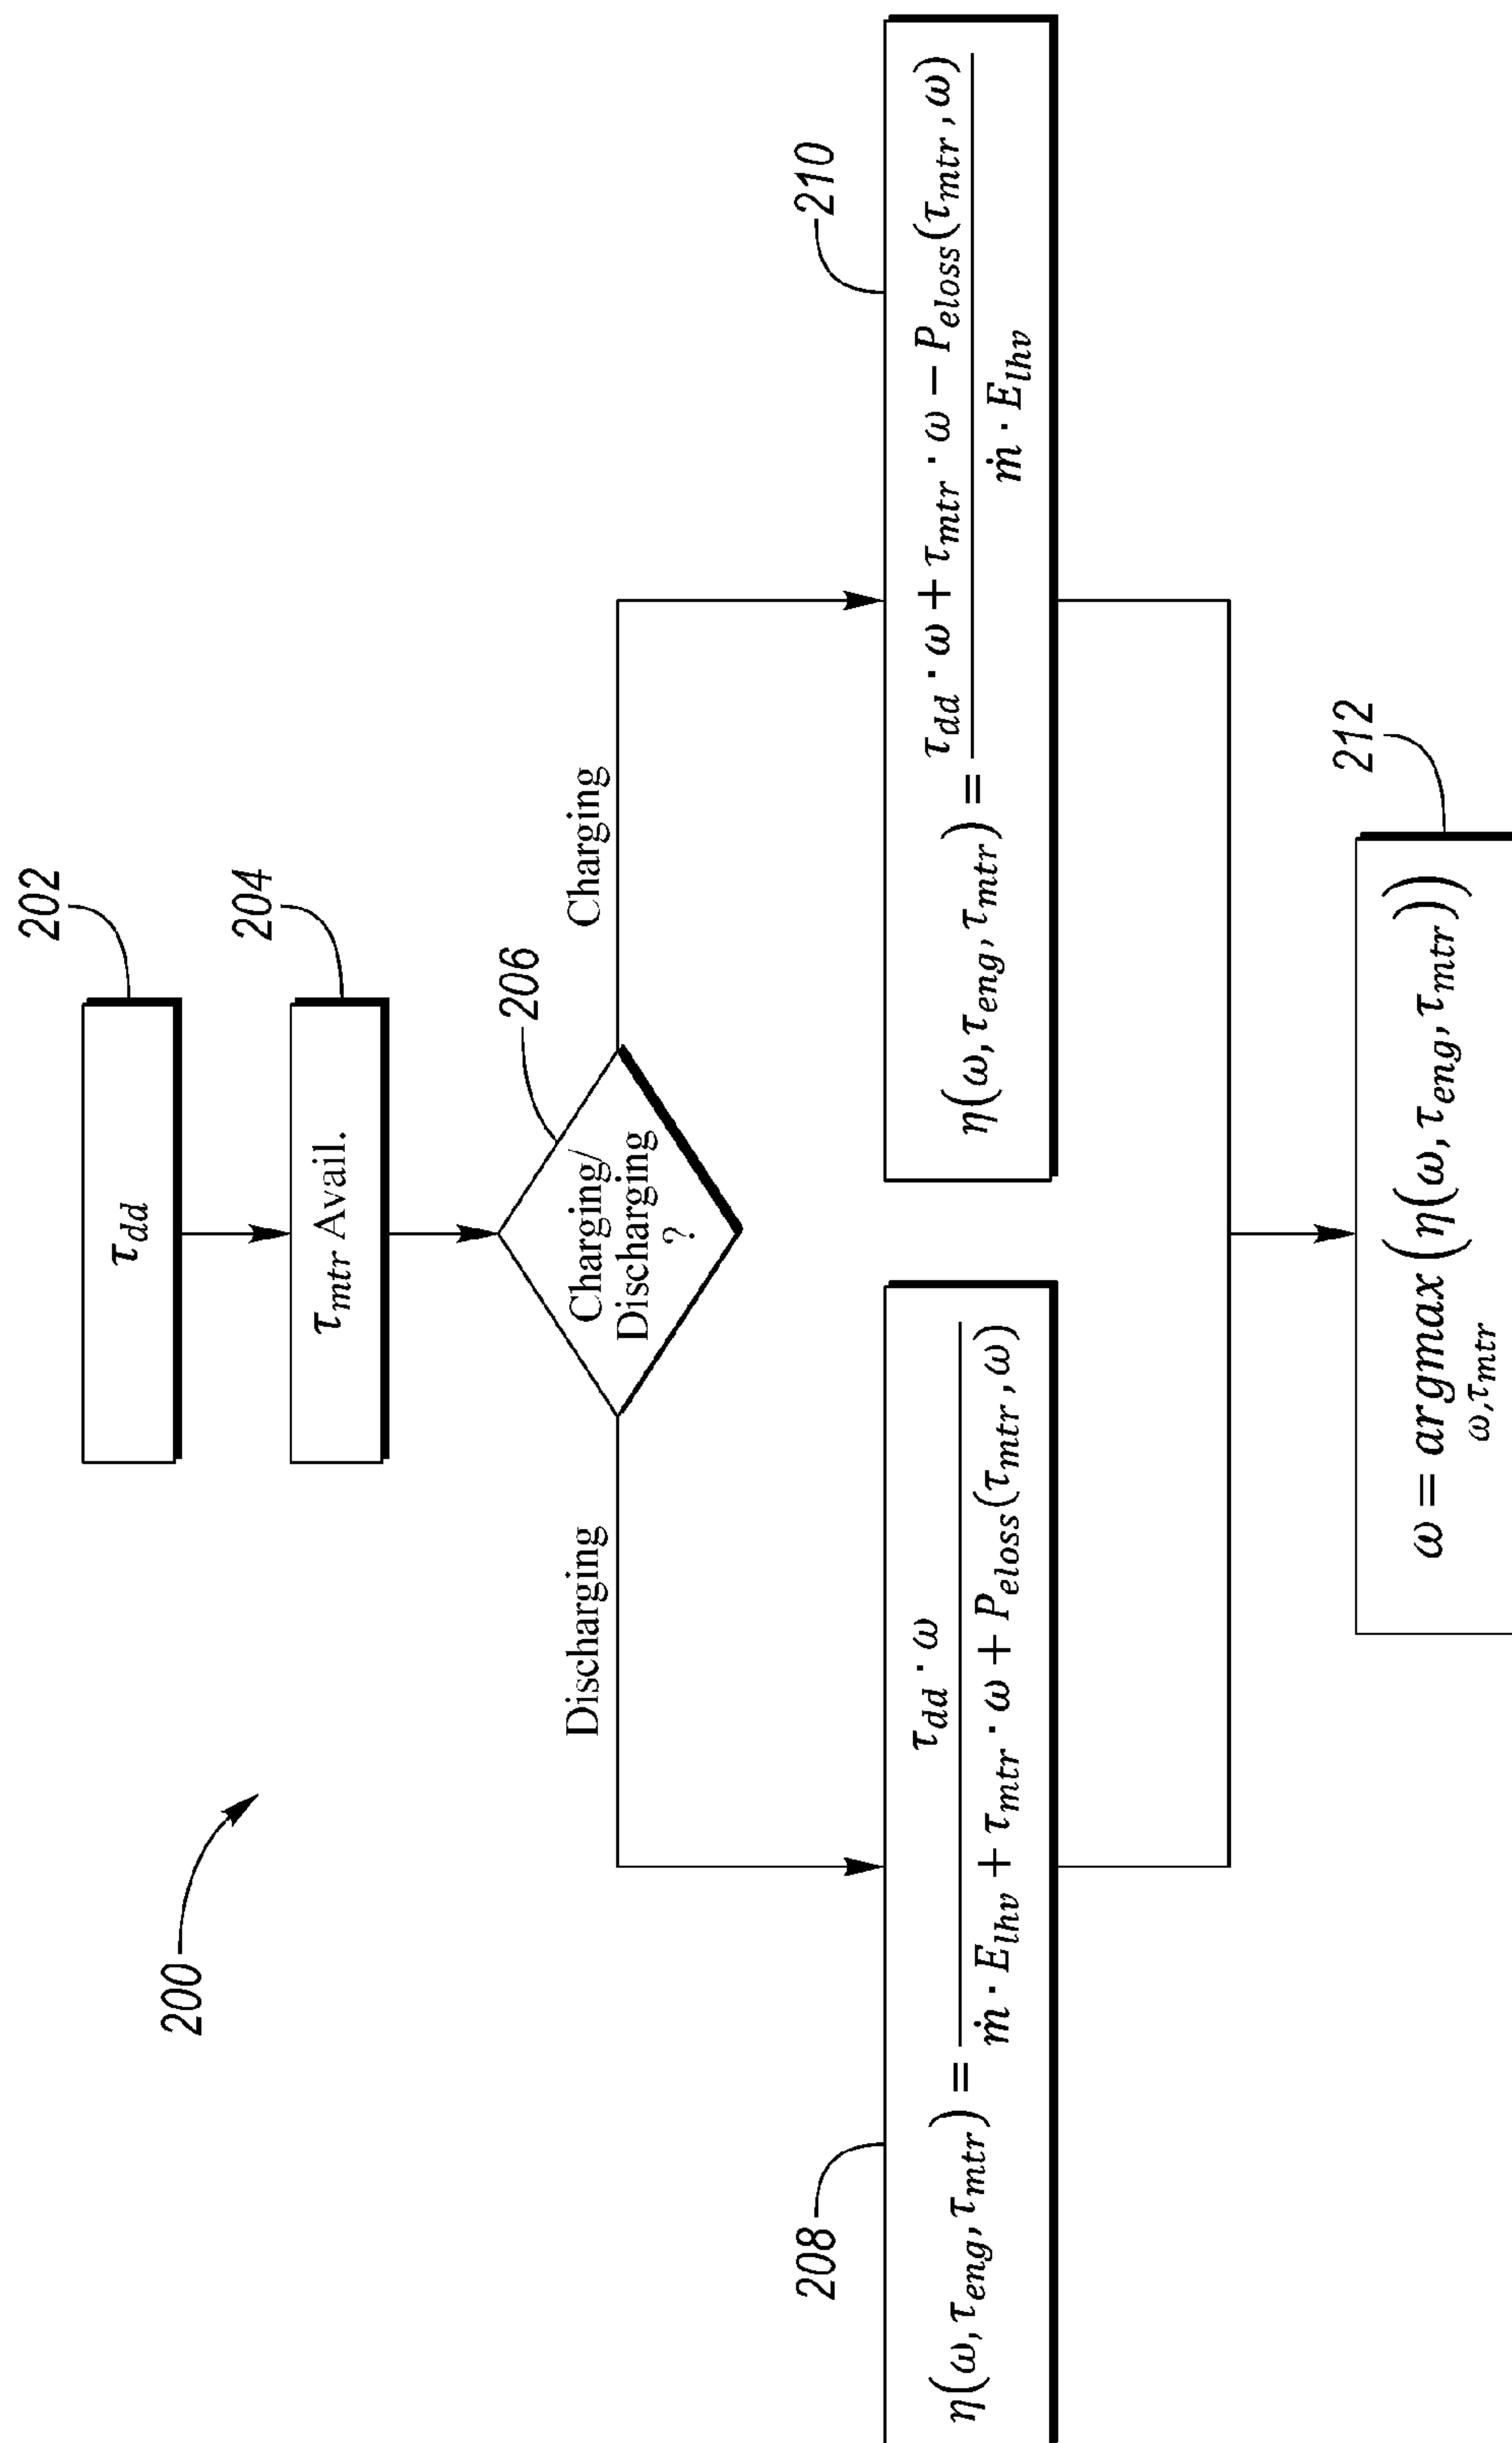 200
202
τ_dd
204
τ_mtr Avail.
206
Charging/
Discharging
?
Discharging
Charging
208
η(ω, τ_eng, τ_mtr) = (τ_dd · ω) / (ṁ · E_lhv + τ_mtr · ω + P_eloss(τ_mtr, ω))
210
η(ω, τ_eng, τ_mtr) = (τ_dd · ω + τ_mtr · ω − P_eloss(τ_mtr, ω)) / (ṁ · E_lhv)
212
ω = argmax (η(ω, τ_eng, τ_mtr))
ω,τ_mtr